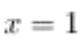 x = 1